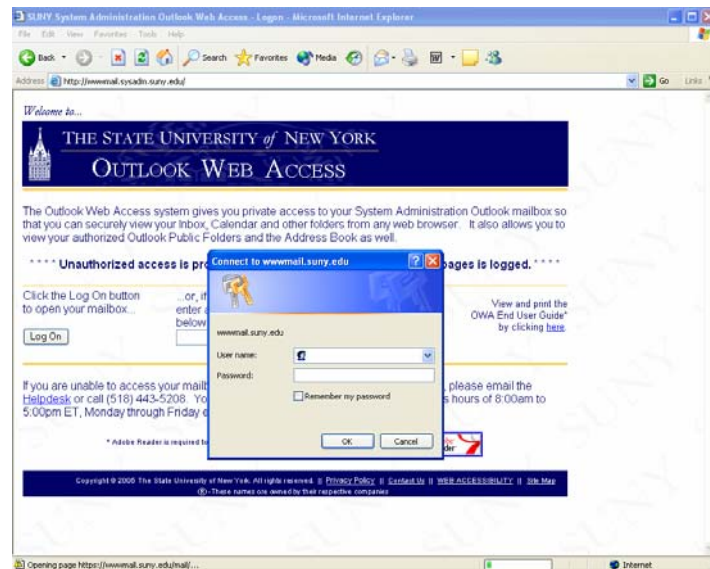 SUNY System Administration Outlook Web Access - Logon - Microsoft Internet Explorer
File Edit View Favorites Tools Help
Back Search Favorites Media
Address http://wwwmail.sysadm.suny.edu/ Go Links
Welcome to...
THE STATE UNIVERSITY of NEW YORK
OUTLOOK WEB ACCESS
The Outlook Web Access system gives you private access to your System Administration Outlook mailbox so
that you can securely view your Inbox, Calendar and other folders from any web browser. It also allows you to
view your authorized Outlook Public Folders and the Address Book as well.
* * * * Unauthorized access is pro
ages is logged. * * * *
Connect to wwwmail.suny.edu
Click the Log On button
to open your mailbox...
Log On
...or, if
enter
below
View and print the
OWA End User Guide*
by clicking here.
wwwmail.suny.edu
User name:
Password:
Remember my password
OK Cancel
If you are unable to access your mailb
please email the
Helpdesk or call (518) 443-5208. Yo
s hours of 8:00am to
5:00pm ET, Monday through Friday e
* Adobe Reader is required to
Copyright © 2005 The State University of New York. All rights reserved. || Privacy Policy || Contact Us || WEB ACCESSIBILITY || Site Map
(®)-These names are owned by their respective companies
Opening page https://wwwmail.suny.edu/mail/... Internet